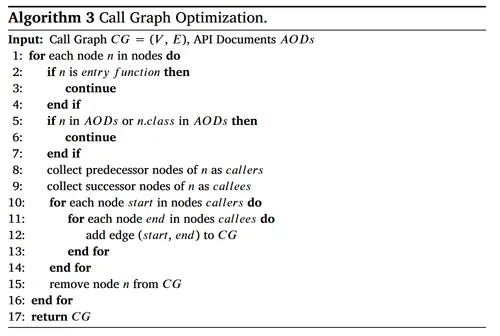 Algorithm 3 Call Graph Optimization.
Input: Call Graph CG = (V, E), API Documents AODs
1: for each node n in nodes do
2: if n is entry function then
3: continue
4: end if
5: if n in AODs or n.class in AODs then
6: continue
7: end if
8: collect predecessor nodes of n as callers
9: collect successor nodes of n as callees
10: for each node start in nodes callers do
11: for each node end in nodes callees do
12: add edge (start, end) to CG
13: end for
14: end for
15: remove node n from CG
16: end for
17: return CG